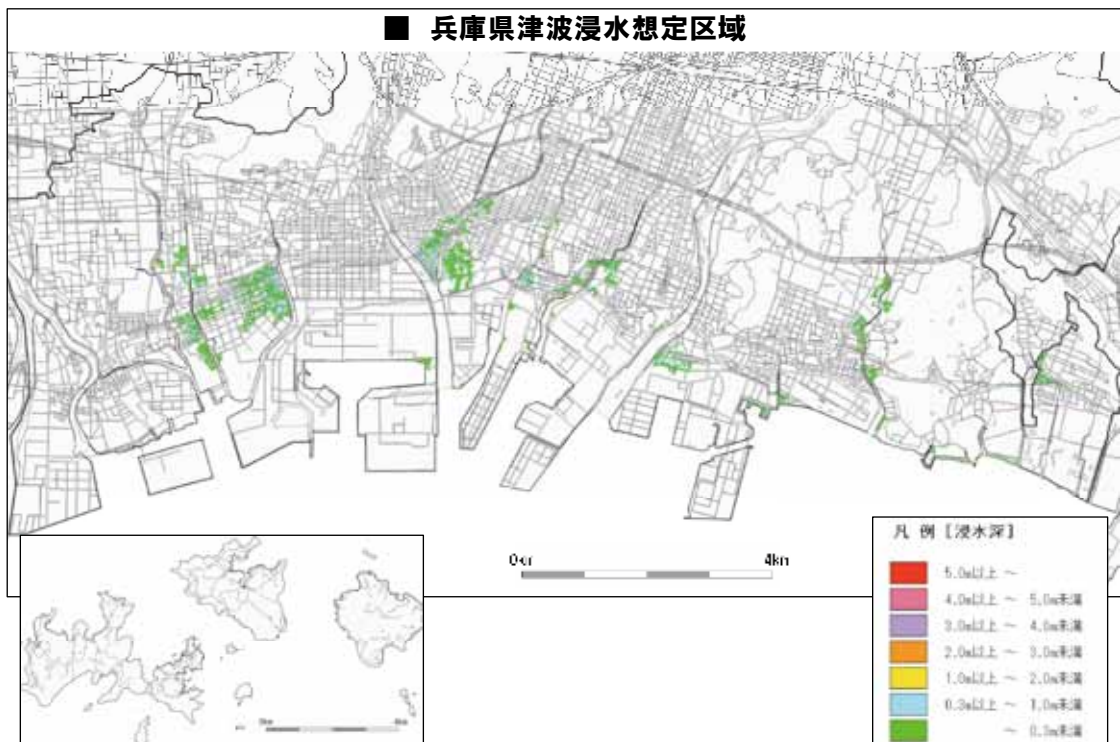 ■ 兵庫県津波浸水想定区域
0km 4km
凡 例 [浸水深]
5.0m以上 ～
4.0m以上 ～ 5.0m未満
3.0m以上 ～ 4.0m未満
2.0m以上 ～ 3.0m未満
1.0m以上 ～ 2.0m未満
0.3m以上 ～ 1.0m未満
～ 0.3m未満